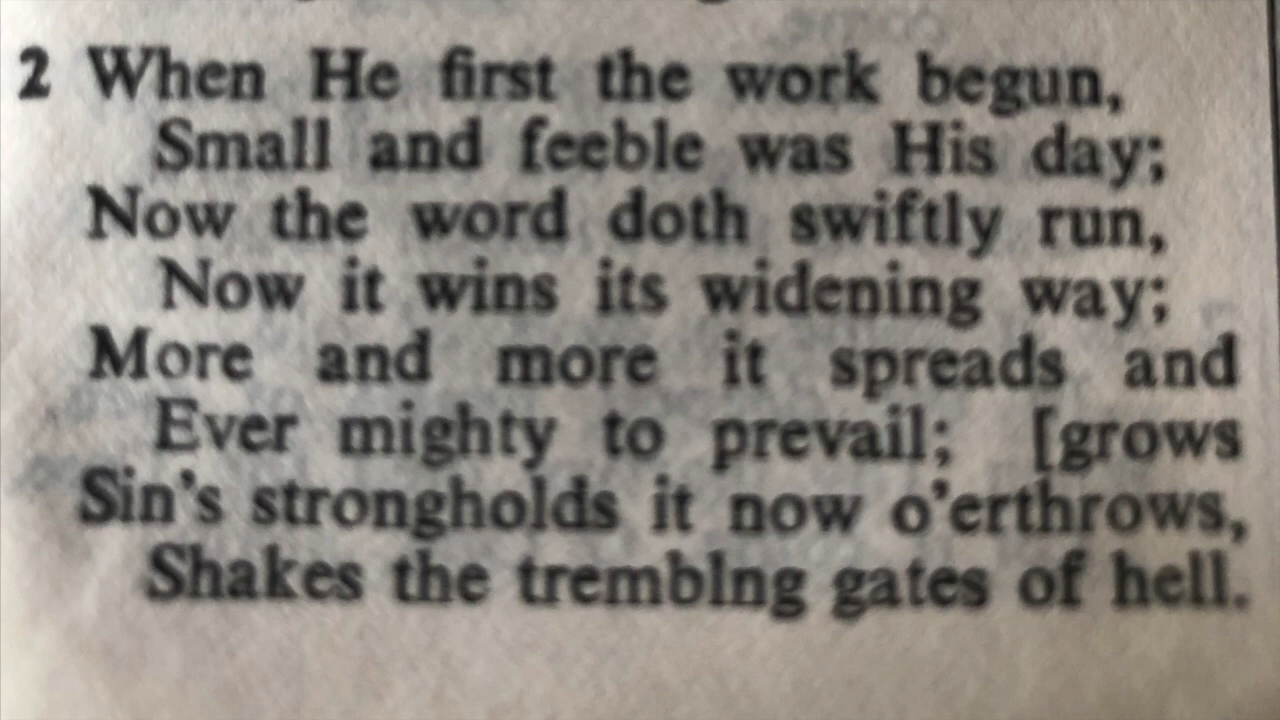 2 When He first the work begun,
Small and feeble was His day;
Now the word doth swiftly run,
Now it wins its widening way;
More and more it spreads and
Ever mighty to prevail; [grows
Sin's strongholds it now o'erthrows,
Shakes the tremblng gates of hell.